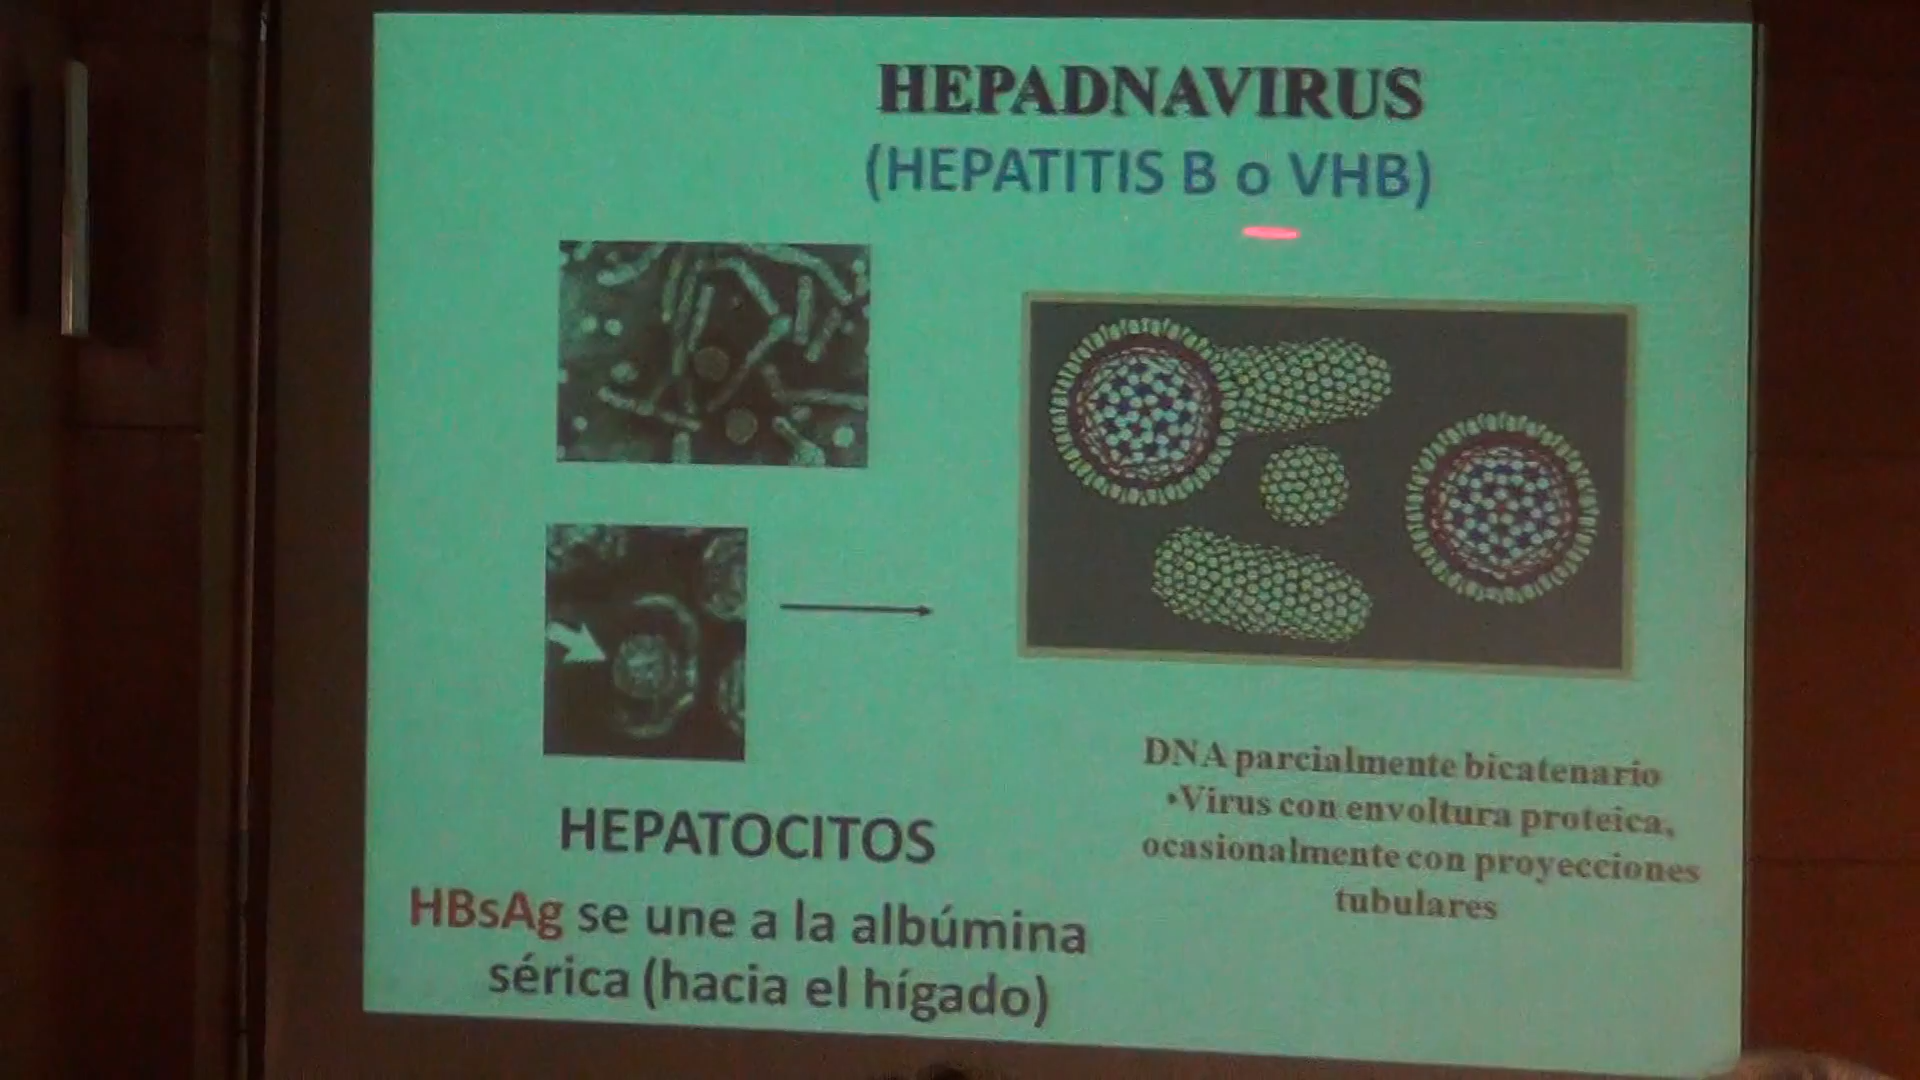 HEPADNAVIRUS
(HEPATITIS B o VHB)
DNA parcialmente bicatenario
•Virus con envoltura proteica,
ocasionalmente con proyecciones
tubulares
HEPATOCITOS
HBsAg se une a la albúmina
sérica (hacia el hígado)